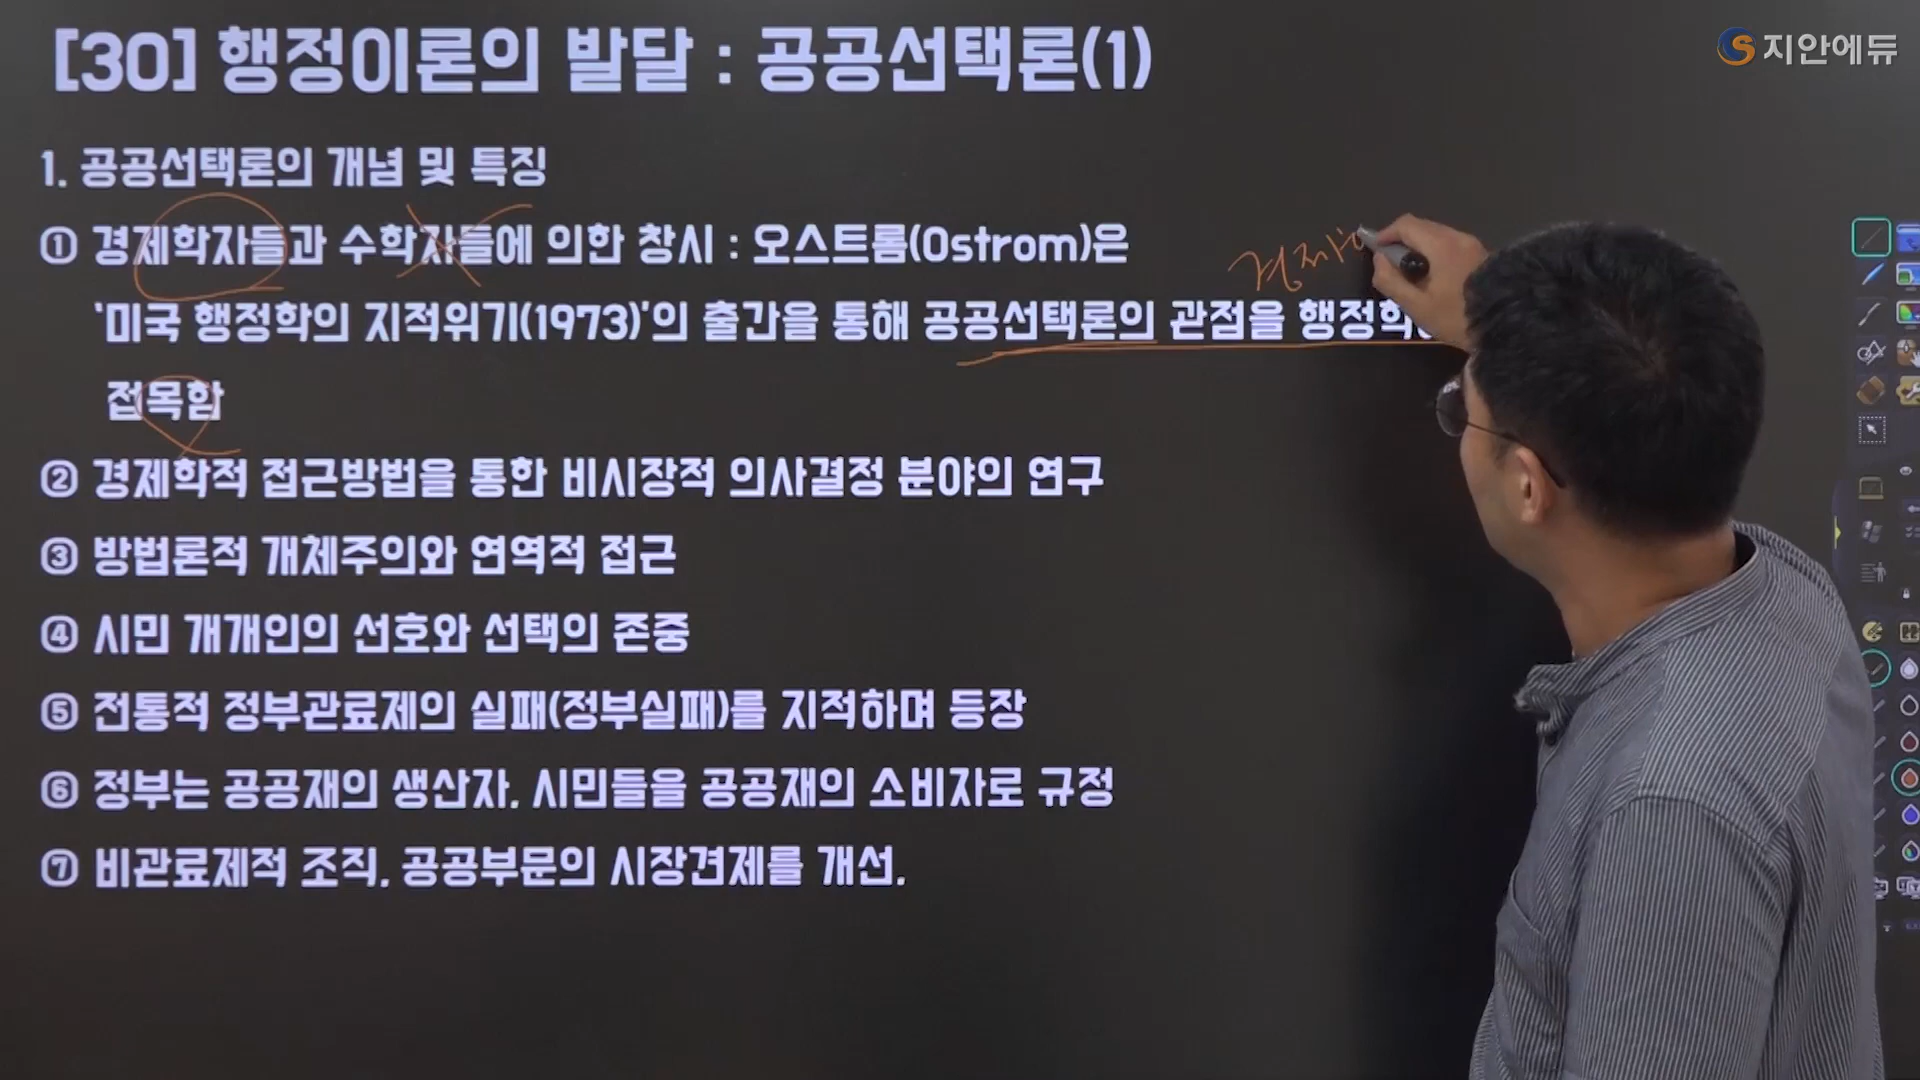 [30] 행정이론의 발달 : 공공선택론(1)
지안에듀
1. 공공선택론의 개념 및 특징
① 경제학자들과 수학자들에 의한 창시 : 오스트롬(Ostrom)은
'미국 행정학의 지적위기(1973)'의 출간을 통해 공공선택론의 관점을 행정학
접목함
② 경제학적 접근방법을 통한 비시장적 의사결정 분야의 연구
③ 방법론적 개체주의와 연역적 접근
④ 시민 개개인의 선호와 선택의 존중
⑤ 전통적 정부관료제의 실패(정부실패)를 지적하며 등장
⑥ 정부는 공공재의 생산자, 시민들을 공공재의 소비자로 규정
⑦ 비관료제적 조직, 공공부문의 시장견제를 개선.